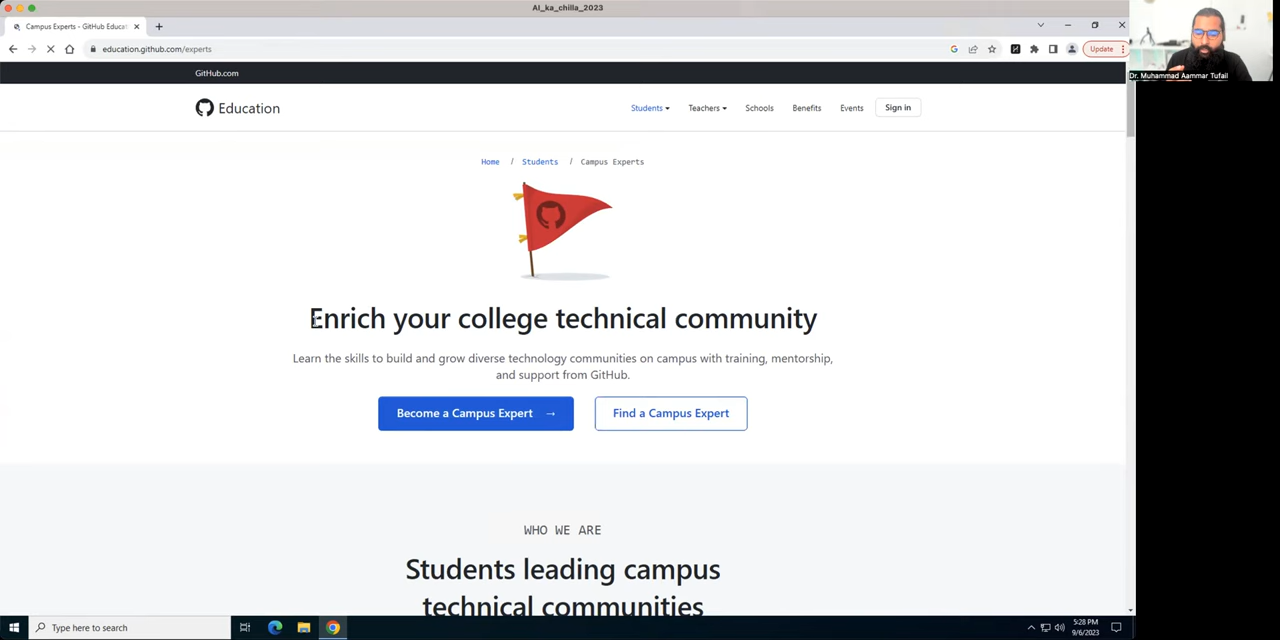 AI_ka_chilla_2023
Campus Experts - GitHub Educat
education.github.com/experts
Update
Dr. Muhammad Aammar Tufail
GitHub.com
Education
Students
Teachers
Schools
Benefits
Events
Sign in
Home / Students / Campus Experts
Enrich your college technical community
Learn the skills to build and grow diverse technology communities on campus with training, mentorship,
and support from GitHub.
Become a Campus Expert →
Find a Campus Expert
WHO WE ARE
Students leading campus
technical communities
Type here to search
5:28 PM
9/6/2023